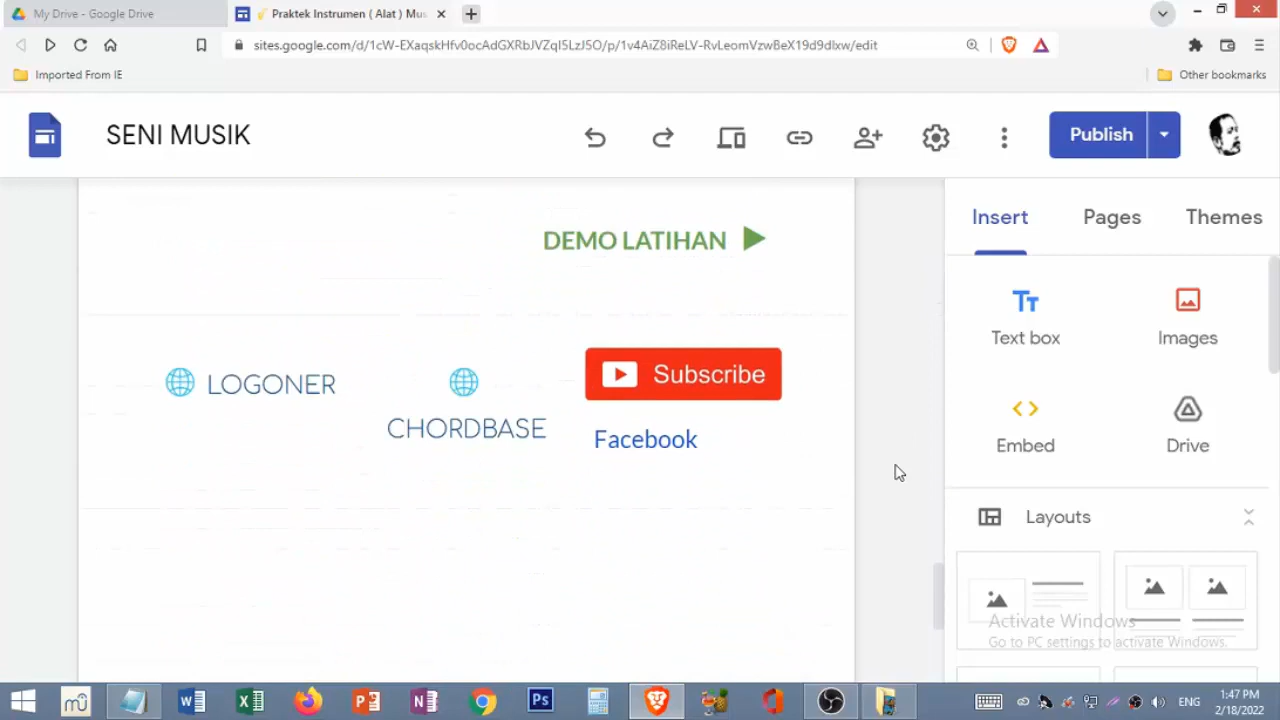 My Drive - Google Drive
Praktek Instrumen ( Alat ) Mus
sites.google.com/d/1cW-EXaqskHfv0ocAdGXRbJVZqI5LzJ5O/p/1v4AiZ8iReLV-RvLeomVzwBeX19d9dlxw/edit
Imported From IE
Other bookmarks
SENI MUSIK
Publish
Insert
Pages
Themes
DEMO LATIHAN
Text box
Images
LOGONER
Subscribe
CHORDBASE
Facebook
Embed
Drive
Layouts
Activate Windows
Go to PC settings to activate Windows.
ENG
1:47 PM
2/18/2022